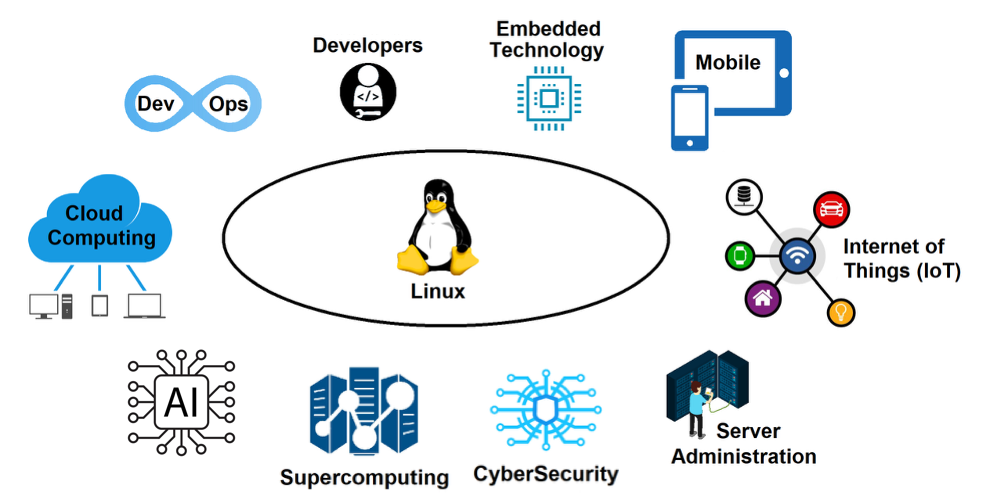 Developers
Embedded
Technology
Mobile
Dev Ops
</>
Cloud
Computing
Linux
Internet of
Things (IoT)
AI
Supercomputing
CyberSecurity
Server
Administration